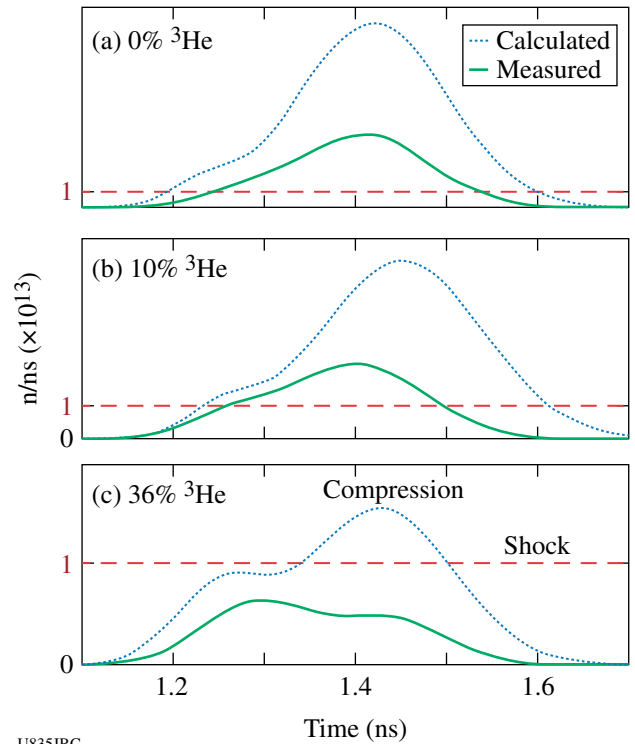 (a) 0% ³He
Calculated
Measured
1
(b) 10% ³He
1
0
n/ns (×10¹³)
(c) 36% ³He
Compression
Shock
1
0
1.2 1.4 1.6
Time (ns)
U835JRC